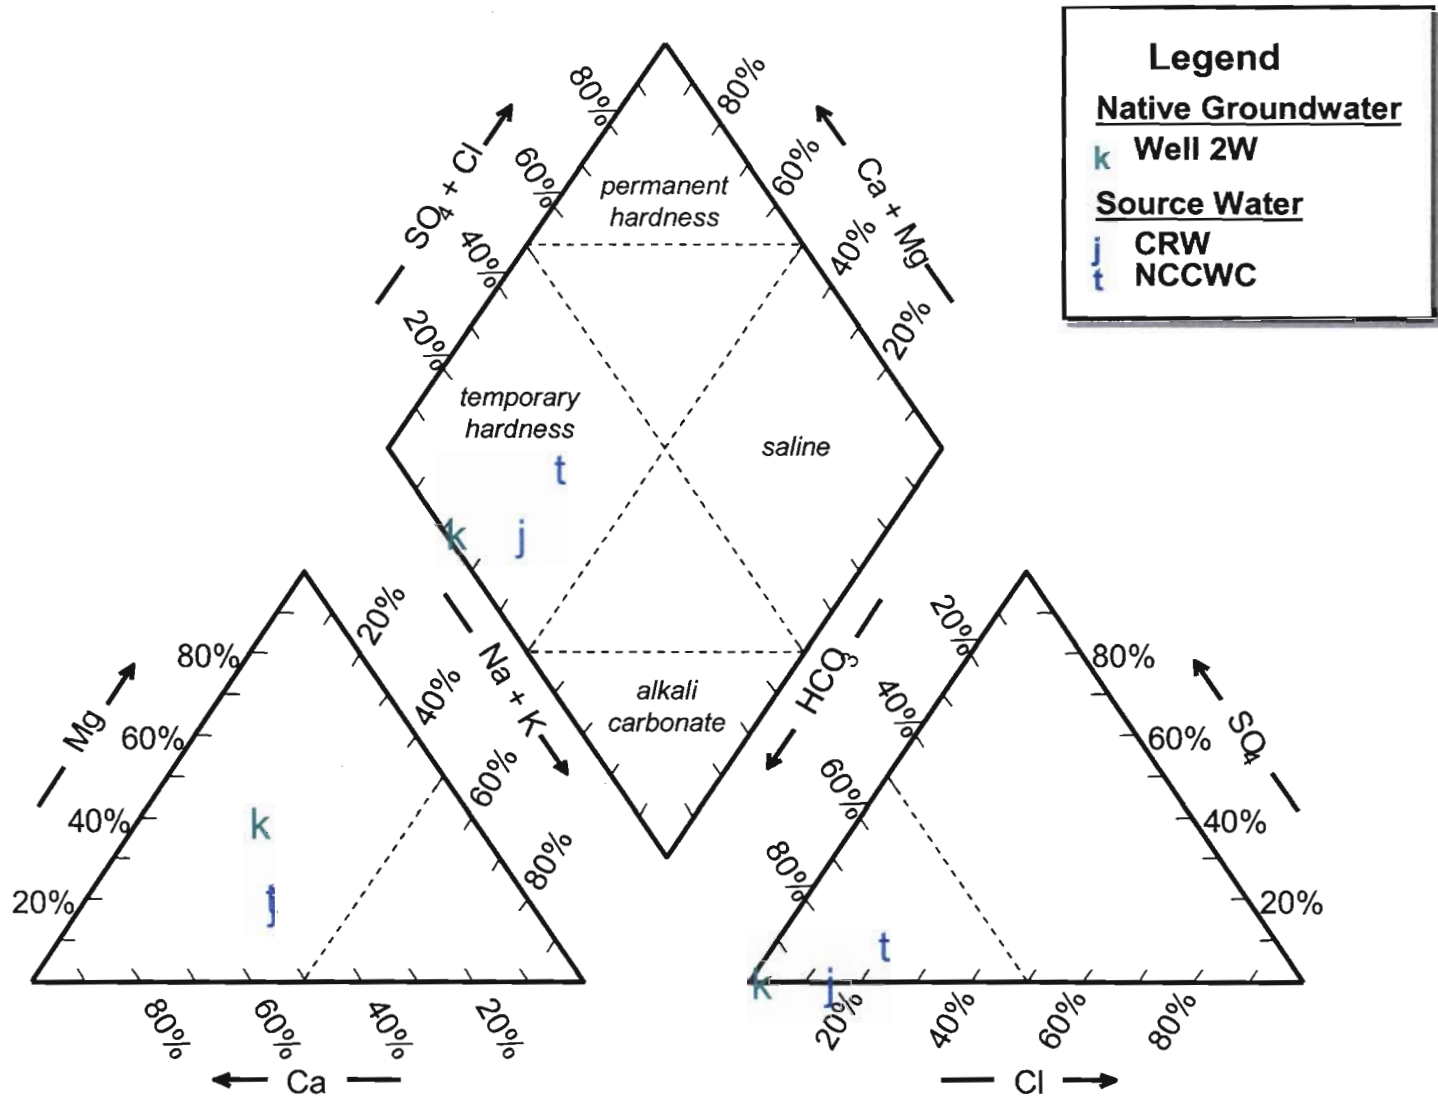 Legend
Native Groundwater
k Well 2W
Source Water
j CRW
t NCCWC
80%
80%
60%
60%
SO4 + Cl
Ca + Mg
permanent
hardness
40%
40%
20%
20%
temporary
hardness
saline
t
k
j
20%
20%
80%
80%
Na + K
HCO3
40%
40%
alkali
carbonate
Mg
SO4
60%
60%
60%
60%
k
40%
40%
80%
80%
t
j
20%
20%
t
k
j
80%
60%
40%
20%
20%
40%
60%
80%
Ca
Cl